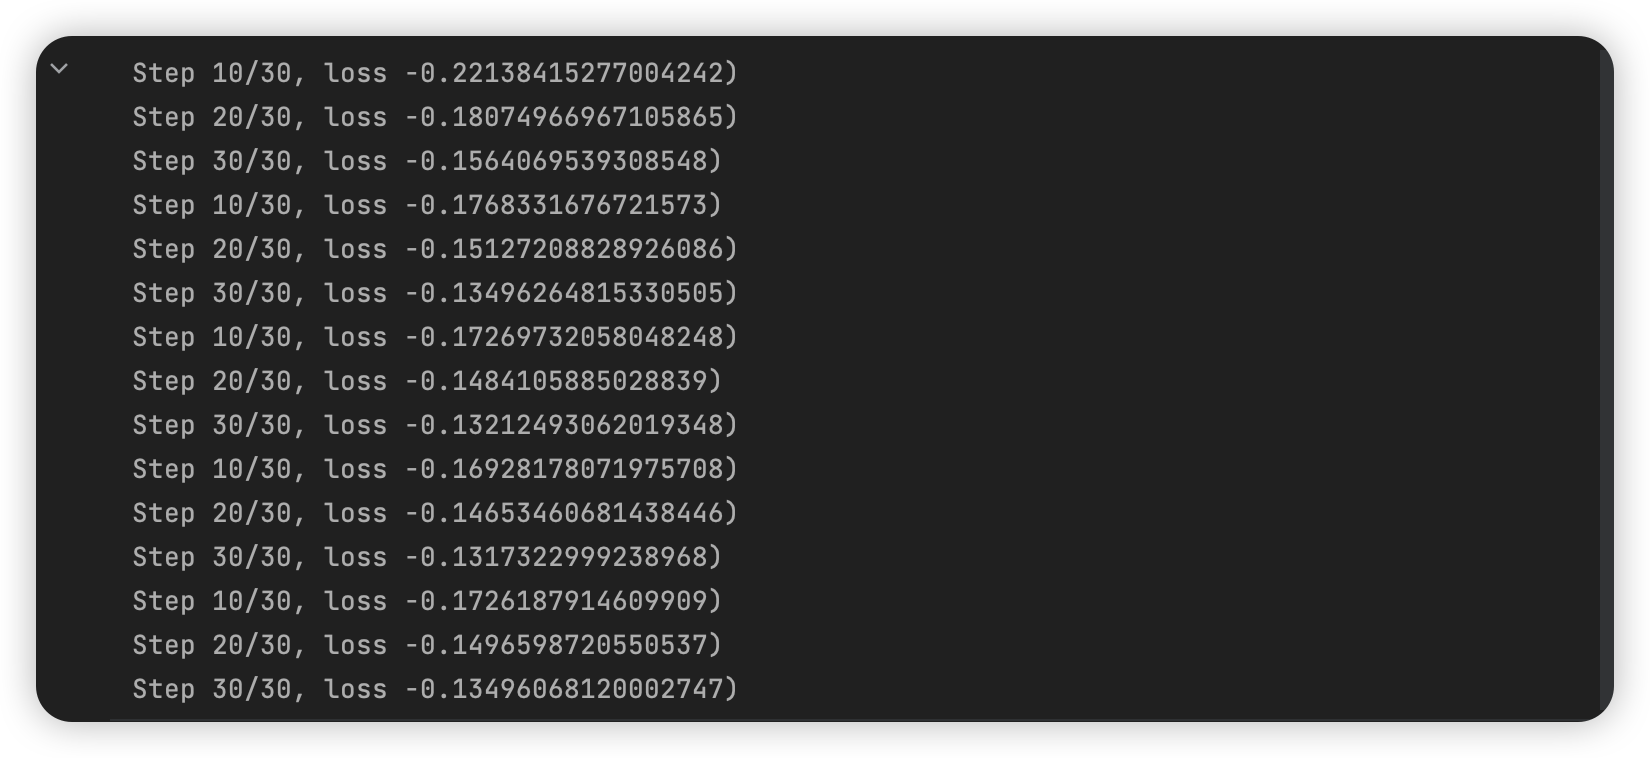 Step 10/30, loss -0.22138415277004242)
Step 20/30, loss -0.18074966967105865)
Step 30/30, loss -0.1564069539308548)
Step 10/30, loss -0.1768331676721573)
Step 20/30, loss -0.15127208828926086)
Step 30/30, loss -0.13496264815330505)
Step 10/30, loss -0.17269732058048248)
Step 20/30, loss -0.1484105885028839)
Step 30/30, loss -0.13212493062019348)
Step 10/30, loss -0.16928178071975708)
Step 20/30, loss -0.14653460681438446)
Step 30/30, loss -0.1317322999238968)
Step 10/30, loss -0.1726187914609909)
Step 20/30, loss -0.1496598720550537)
Step 30/30, loss -0.13496068120002747)